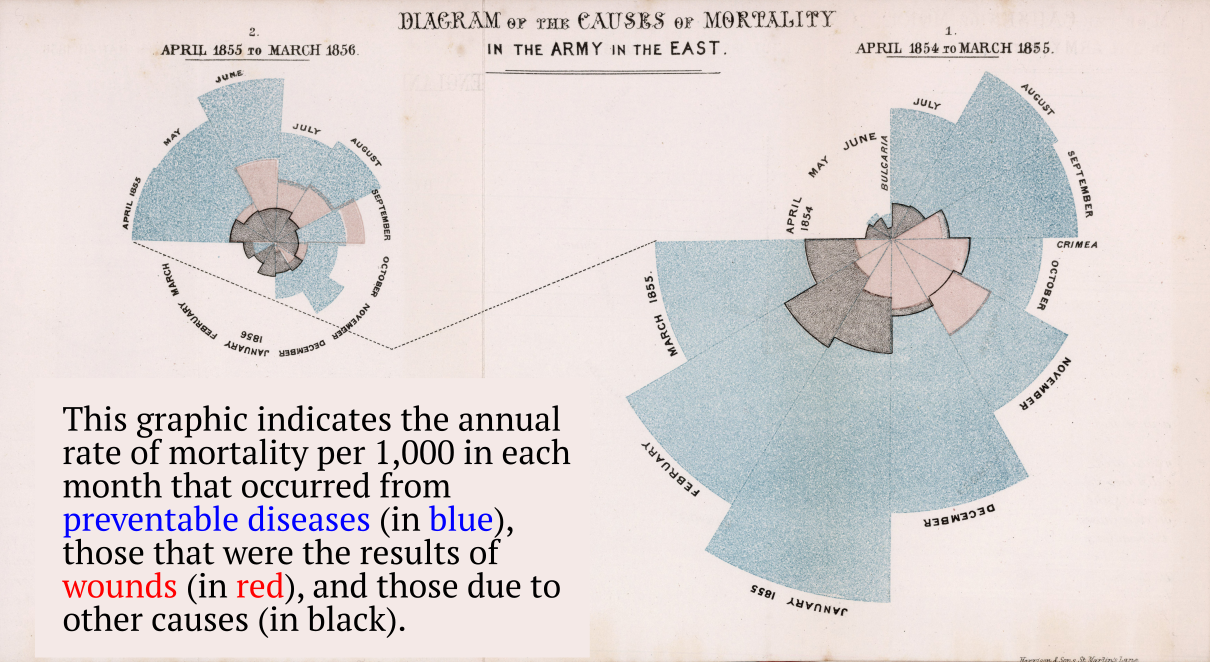 DIAGRAM OF THE CAUSES OF MORTALITY
IN THE ARMY IN THE EAST.
2.
APRIL 1855 TO MARCH 1856.
JUNE
JULY
AUGUST
SEPTEMBER
OCTOBER
NOVEMBER
DECEMBER
JANUARY
1856
FEBRUARY
MARCH
APRIL 1855
MAY
1.
APRIL 1854 TO MARCH 1855.
APRIL
1854
MAY
JUNE
BULGARIA
JULY
AUGUST
SEPTEMBER
CRIMEA
OCTOBER
NOVEMBER
DECEMBER
JANUARY 1855
FEBRUARY
MARCH 1855.
This graphic indicates the annual
rate of mortality per 1,000 in each
month that occurred from
preventable diseases (in blue),
those that were the results of
wounds (in red), and those due to
other causes (in black).
Harrison & Sons, St. Martins Lane